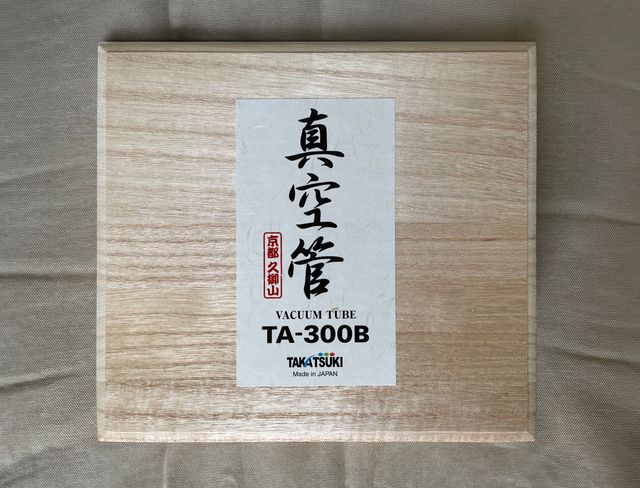 真空管
京都 久御山
VACUUM TUBE
TA-300B
TAKATSUKI
Made in JAPAN